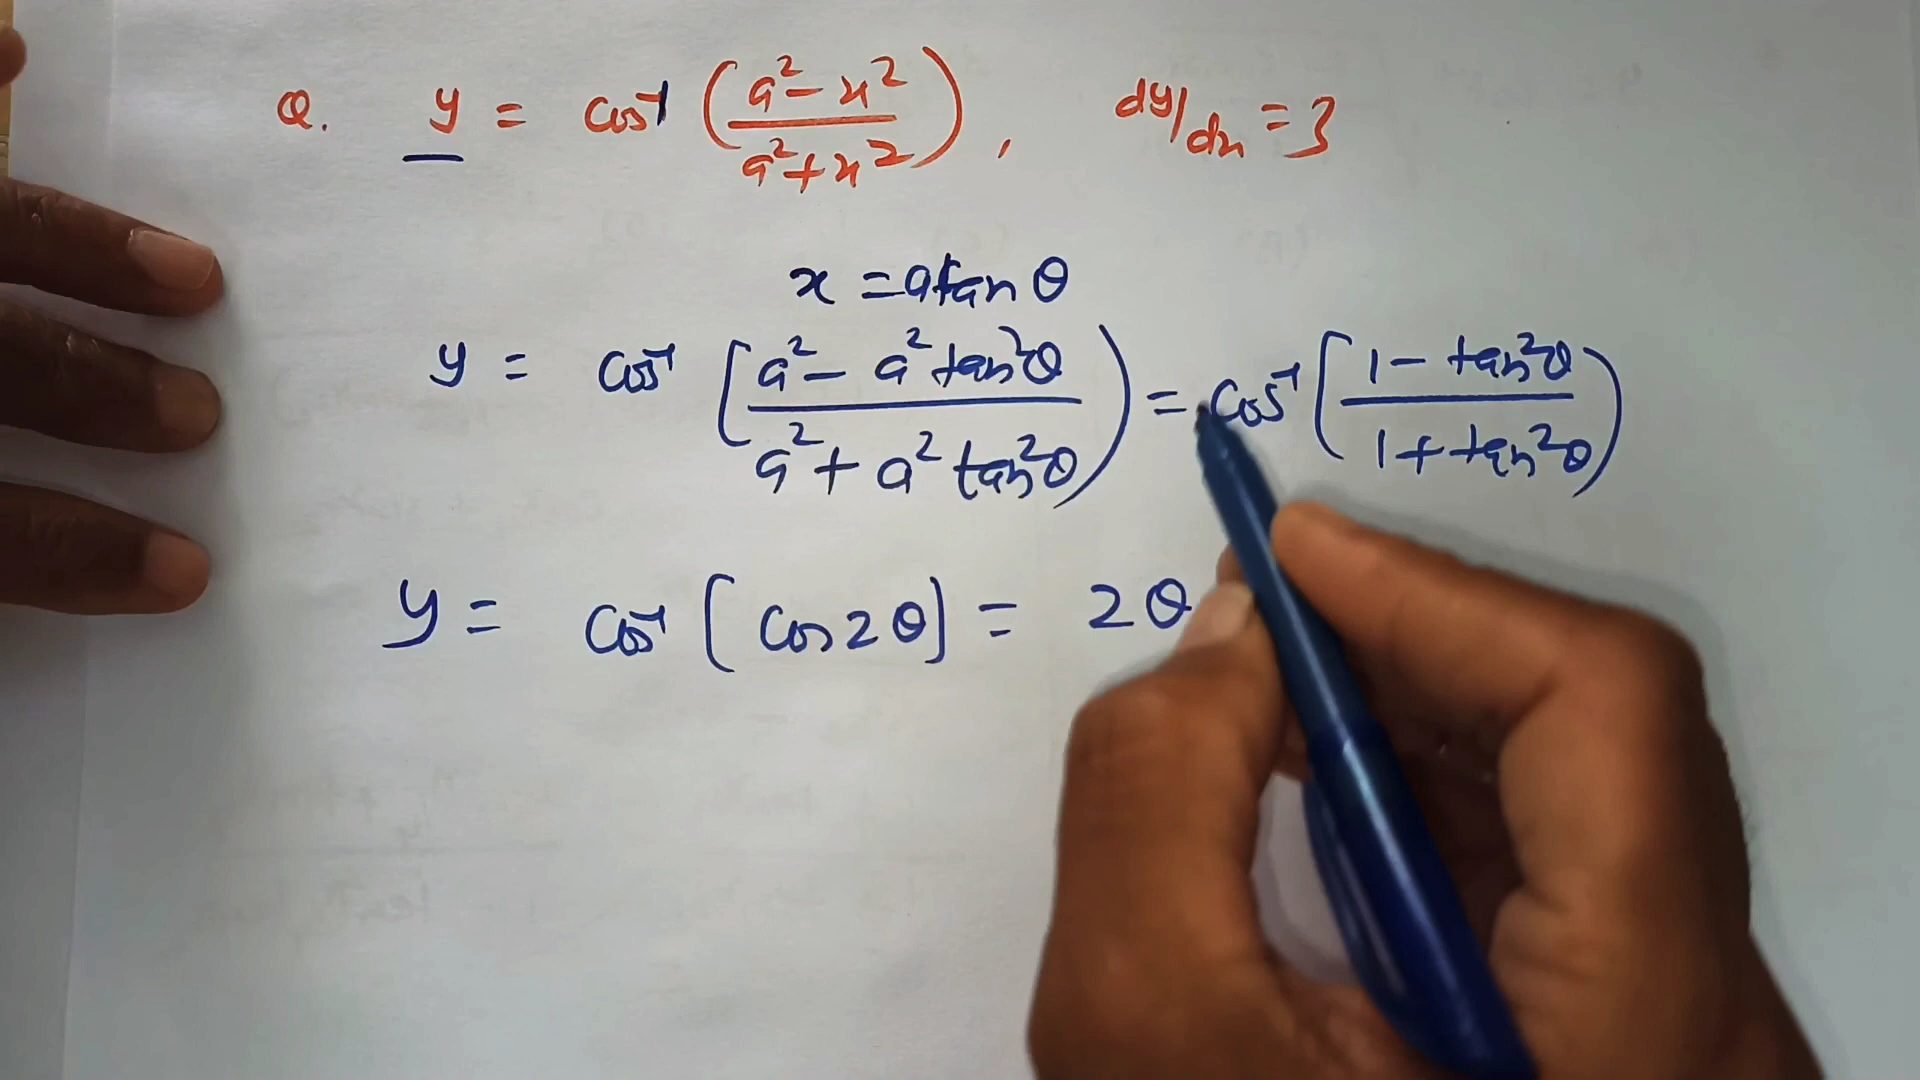 Q. y = cos⁻¹ (a² - x² / a² + x²), dy/dx = ?
x = a tan θ
y = cos⁻¹ [a² - a² tan²θ / a² + a² tan²θ) = cos⁻¹ (1 - tan²θ / 1 + tan²θ)
y = cos⁻¹ [cos 2θ] = 2θ